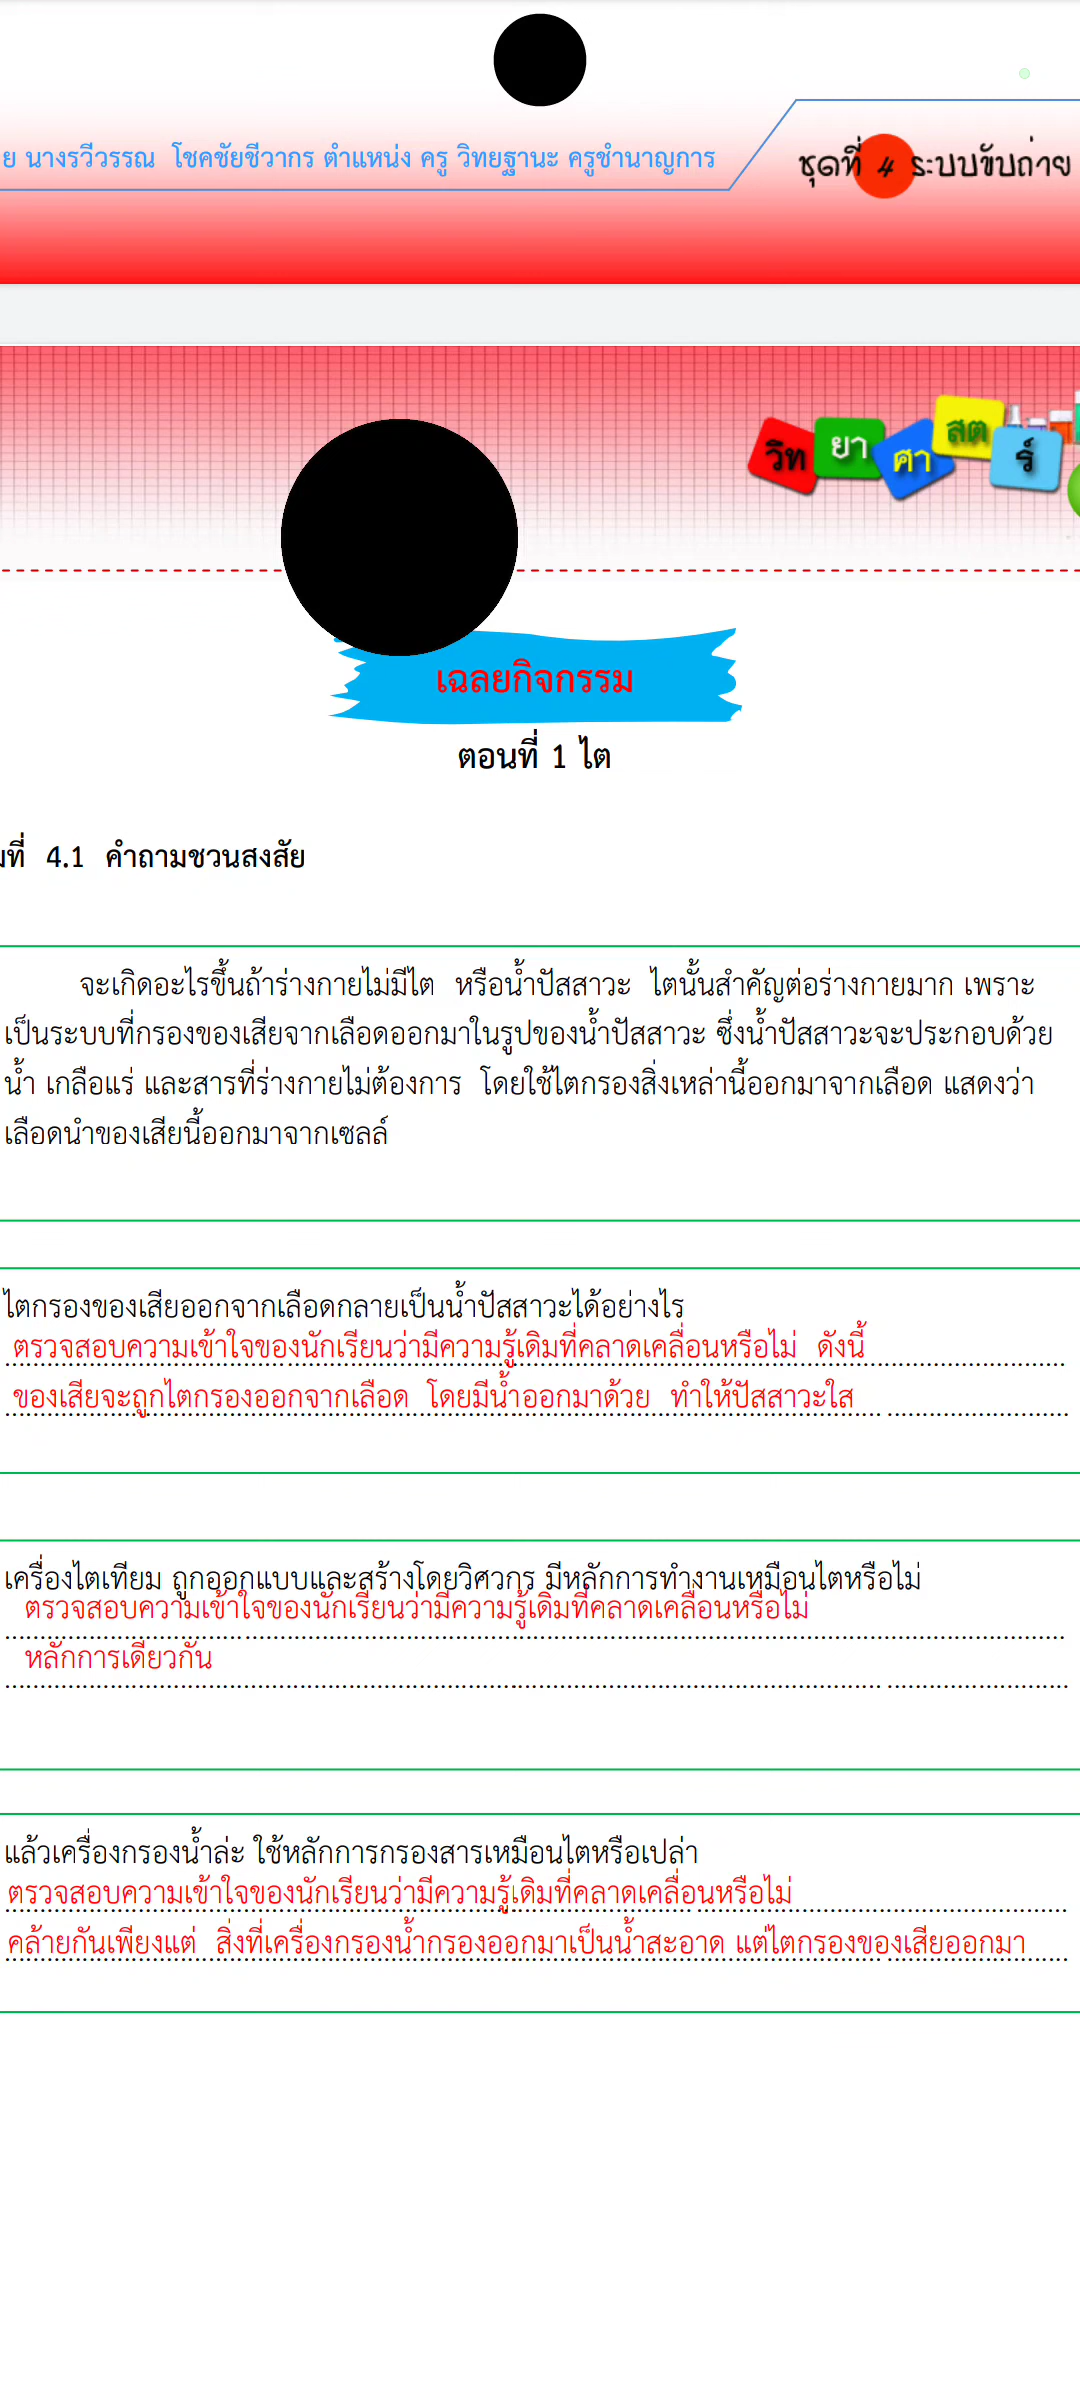 ย นางรวีวรรณ โชคชัยชีวากร ตำแหน่ง ครู วิทยฐานะ ครูชำนาญการ
ชุดที่ 4 ระบบขับถ่าย
วิทยาศาสตร์
เฉลยกิจกรรม
ตอนที่ 1 ไต
มที่ 4.1 คำถามชวนสงสัย
จะเกิดอะไรขึ้นถ้าร่างกายไม่มีไต หรือน้ำปัสสาวะ ไตนั้นสำคัญต่อร่างกายมาก เพราะ
เป็นระบบที่กรองของเสียจากเลือดออกมาในรูปของน้ำปัสสาวะ ซึ่งน้ำปัสสาวะจะประกอบด้วย
น้ำ เกลือแร่ และสารที่ร่างกายไม่ต้องการ โดยใช้ไตกรองสิ่งเหล่านี้ออกมาจากเลือด แสดงว่า
เลือดนำของเสียนี้ออกมาจากเซลล์
ไตกรองของเสียออกจากเลือดกลายเป็นน้ำปัสสาวะได้อย่างไร
ตรวจสอบความเข้าใจของนักเรียนว่ามีความรู้เดิมที่คลาดเคลื่อนหรือไม่ ดังนี้
ของเสียจะถูกไตกรองออกจากเลือด โดยมีน้ำออกมาด้วย ทำให้ปัสสาวะใส
เครื่องไตเทียม ถูกออกแบบและสร้างโดยวิศวกร มีหลักการทำงานเหมือนไตหรือไม่
ตรวจสอบความเข้าใจของนักเรียนว่ามีความรู้เดิมที่คลาดเคลื่อนหรือไม่
หลักการเดียวกัน
แล้วเครื่องกรองน้ำล่ะ ใช้หลักการกรองสารเหมือนไตหรือเปล่า
ตรวจสอบความเข้าใจของนักเรียนว่ามีความรู้เดิมที่คลาดเคลื่อนหรือไม่
คล้ายกันเพียงแต่ สิ่งที่เครื่องกรองน้ำกรองออกมาเป็นน้ำสะอาด แต่ไตกรองของเสียออกมา